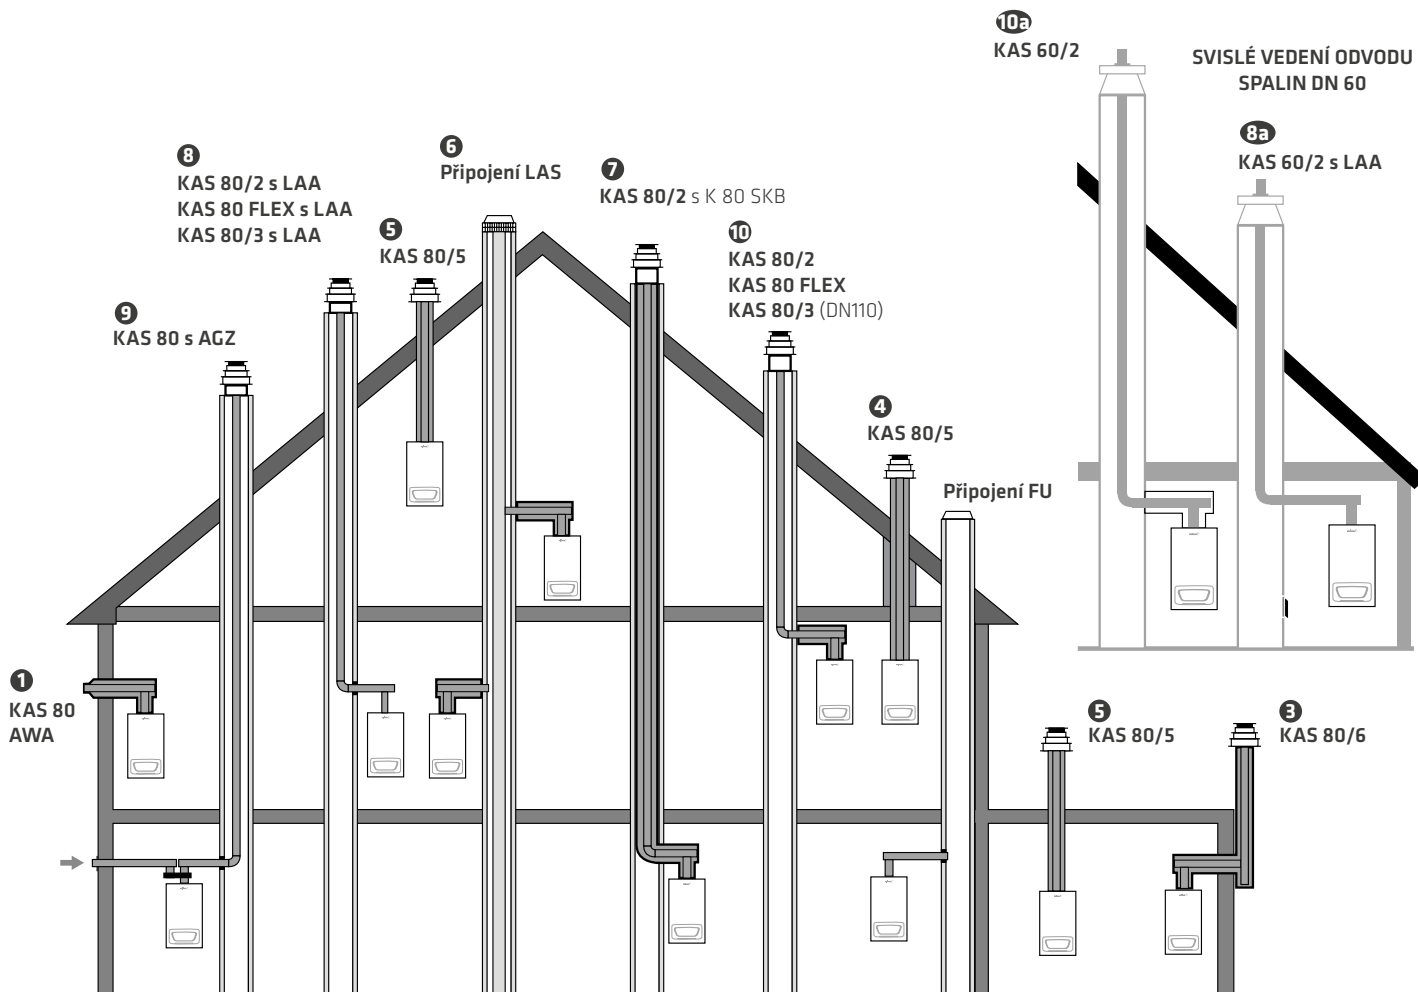 10a
KAS 60/2
SVISLÉ VEDENÍ ODVODU
SPALIN DN 60
8a
KAS 60/2 s LAA
6
Připojení LAS
8
KAS 80/2 s LAA
KAS 80 FLEX s LAA
KAS 80/3 s LAA
7
KAS 80/2 s K 80 SKB
5
KAS 80/5
10
KAS 80/2
KAS 80 FLEX
KAS 80/3 (DN110)
9
KAS 80 s AGZ
4
KAS 80/5
Připojení FU
1
KAS 80
AWA
5
KAS 80/5
3
KAS 80/6